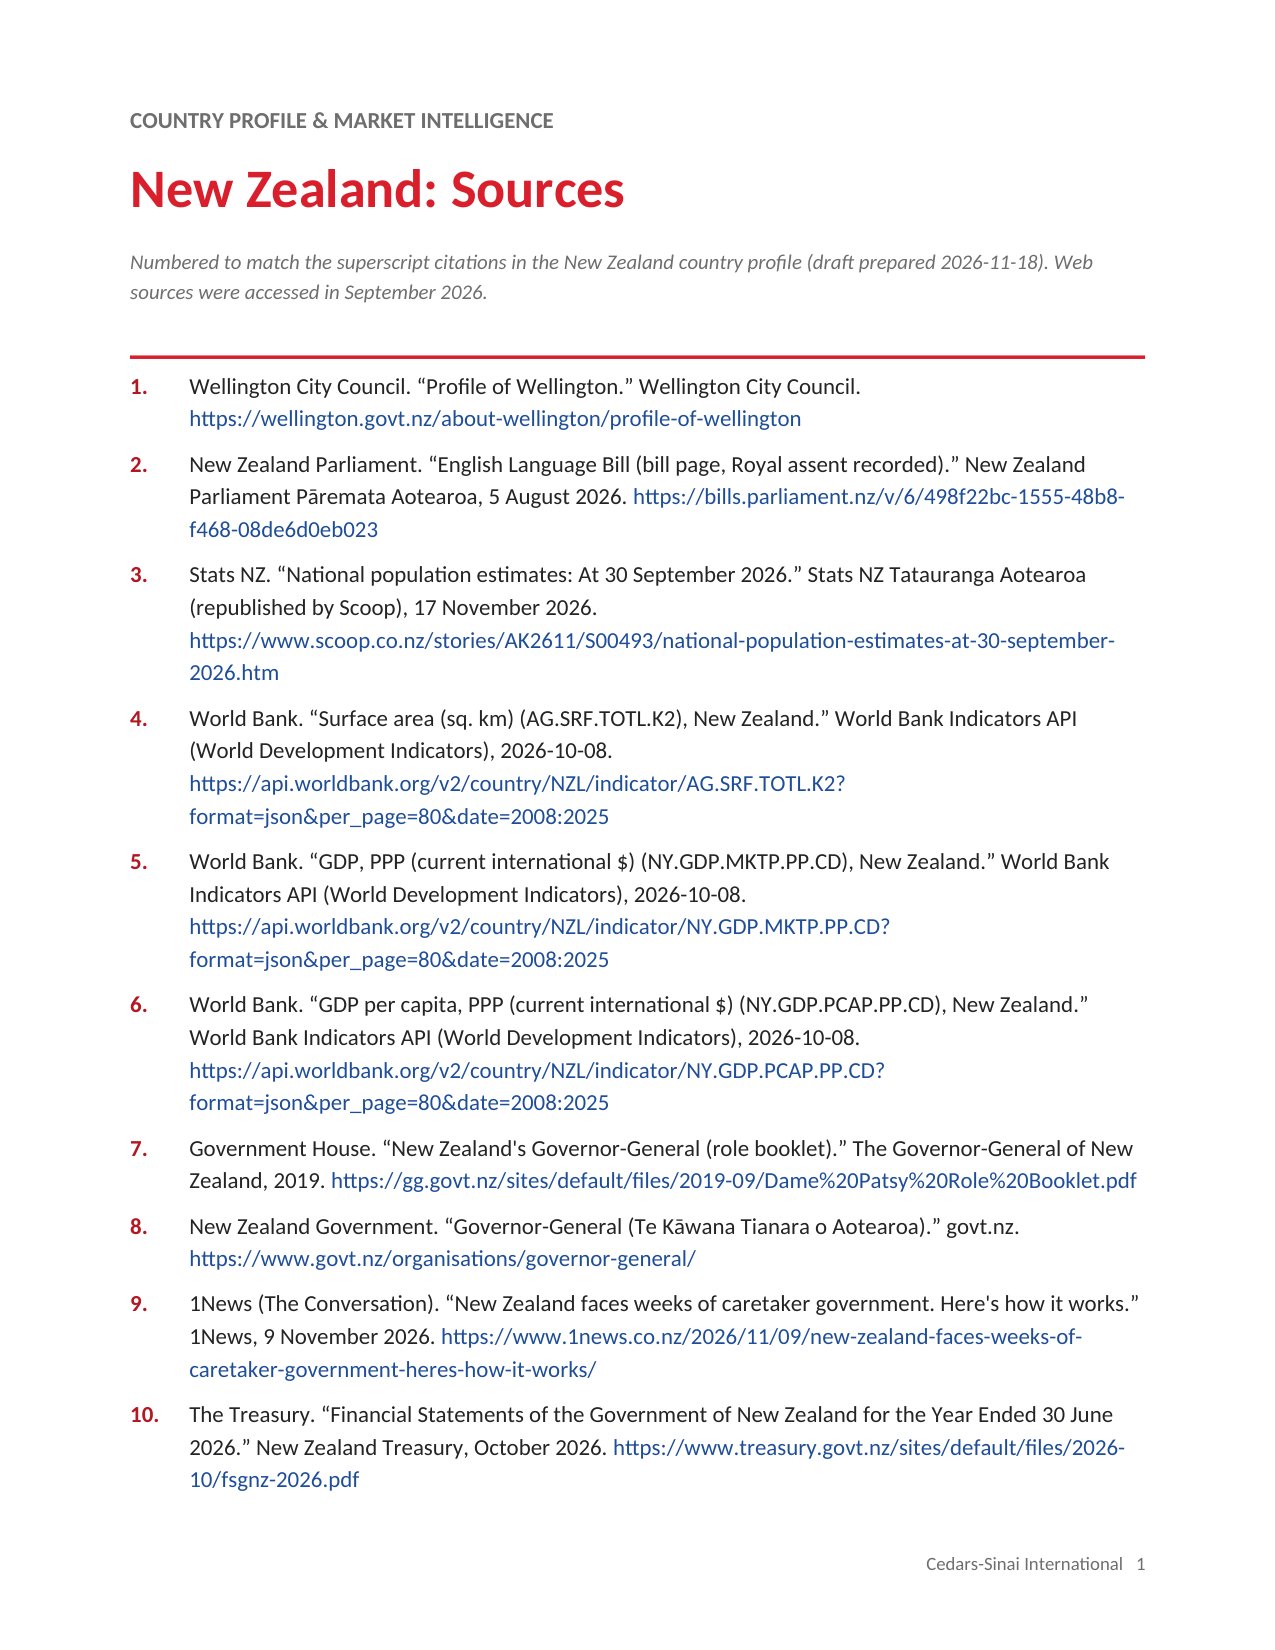 COUNTRY PROFILE & MARKET INTELLIGENCE
New Zealand: Sources
Numbered to match the superscript citations in the New Zealand country profile (draft prepared 2026-11-18). Web
sources were accessed in September 2026.
1. Wellington City Council. “Profile of Wellington.” Wellington City Council.
https://wellington.govt.nz/about-wellington/profile-of-wellington
2. New Zealand Parliament. “English Language Bill (bill page, Royal assent recorded).” New Zealand
Parliament Pāremata Aotearoa, 5 August 2026. https://bills.parliament.nz/v/6/498f22bc-1555-48b8-
f468-08de6d0eb023
3. Stats NZ. “National population estimates: At 30 September 2026.” Stats NZ Tatauranga Aotearoa
(republished by Scoop), 17 November 2026.
https://www.scoop.co.nz/stories/AK2611/S00493/national-population-estimates-at-30-september-
2026.htm
4. World Bank. “Surface area (sq. km) (AG.SRF.TOTL.K2), New Zealand.” World Bank Indicators API
(World Development Indicators), 2026-10-08.
https://api.worldbank.org/v2/country/NZL/indicator/AG.SRF.TOTL.K2?
format=json&per_page=80&date=2008:2025
5. World Bank. “GDP, PPP (current international $) (NY.GDP.MKTP.PP.CD), New Zealand.” World Bank
Indicators API (World Development Indicators), 2026-10-08.
https://api.worldbank.org/v2/country/NZL/indicator/NY.GDP.MKTP.PP.CD?
format=json&per_page=80&date=2008:2025
6. World Bank. “GDP per capita, PPP (current international $) (NY.GDP.PCAP.PP.CD), New Zealand.”
World Bank Indicators API (World Development Indicators), 2026-10-08.
https://api.worldbank.org/v2/country/NZL/indicator/NY.GDP.PCAP.PP.CD?
format=json&per_page=80&date=2008:2025
7. Government House. “New Zealand's Governor-General (role booklet).” The Governor-General of New
Zealand, 2019. https://gg.govt.nz/sites/default/files/2019-09/Dame%20Patsy%20Role%20Booklet.pdf
8. New Zealand Government. “Governor-General (Te Kāwana Tianara o Aotearoa).” govt.nz.
https://www.govt.nz/organisations/governor-general/
9. 1News (The Conversation). “New Zealand faces weeks of caretaker government. Here's how it works.”
1News, 9 November 2026. https://www.1news.co.nz/2026/11/09/new-zealand-faces-weeks-of-
caretaker-government-heres-how-it-works/
10. The Treasury. “Financial Statements of the Government of New Zealand for the Year Ended 30 June
2026.” New Zealand Treasury, October 2026. https://www.treasury.govt.nz/sites/default/files/2026-
10/fsgnz-2026.pdf
Cedars-Sinai International 1